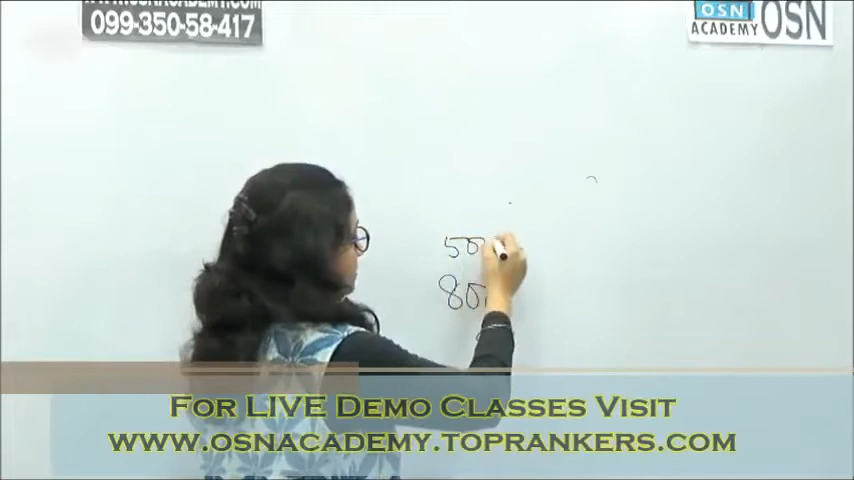 099-350-58-417
OSN
ACADEMY
OSN
FOR LIVE DEMO CLASSES VISIT
WWW.OSNACADEMY.TOPRANKERS.COM